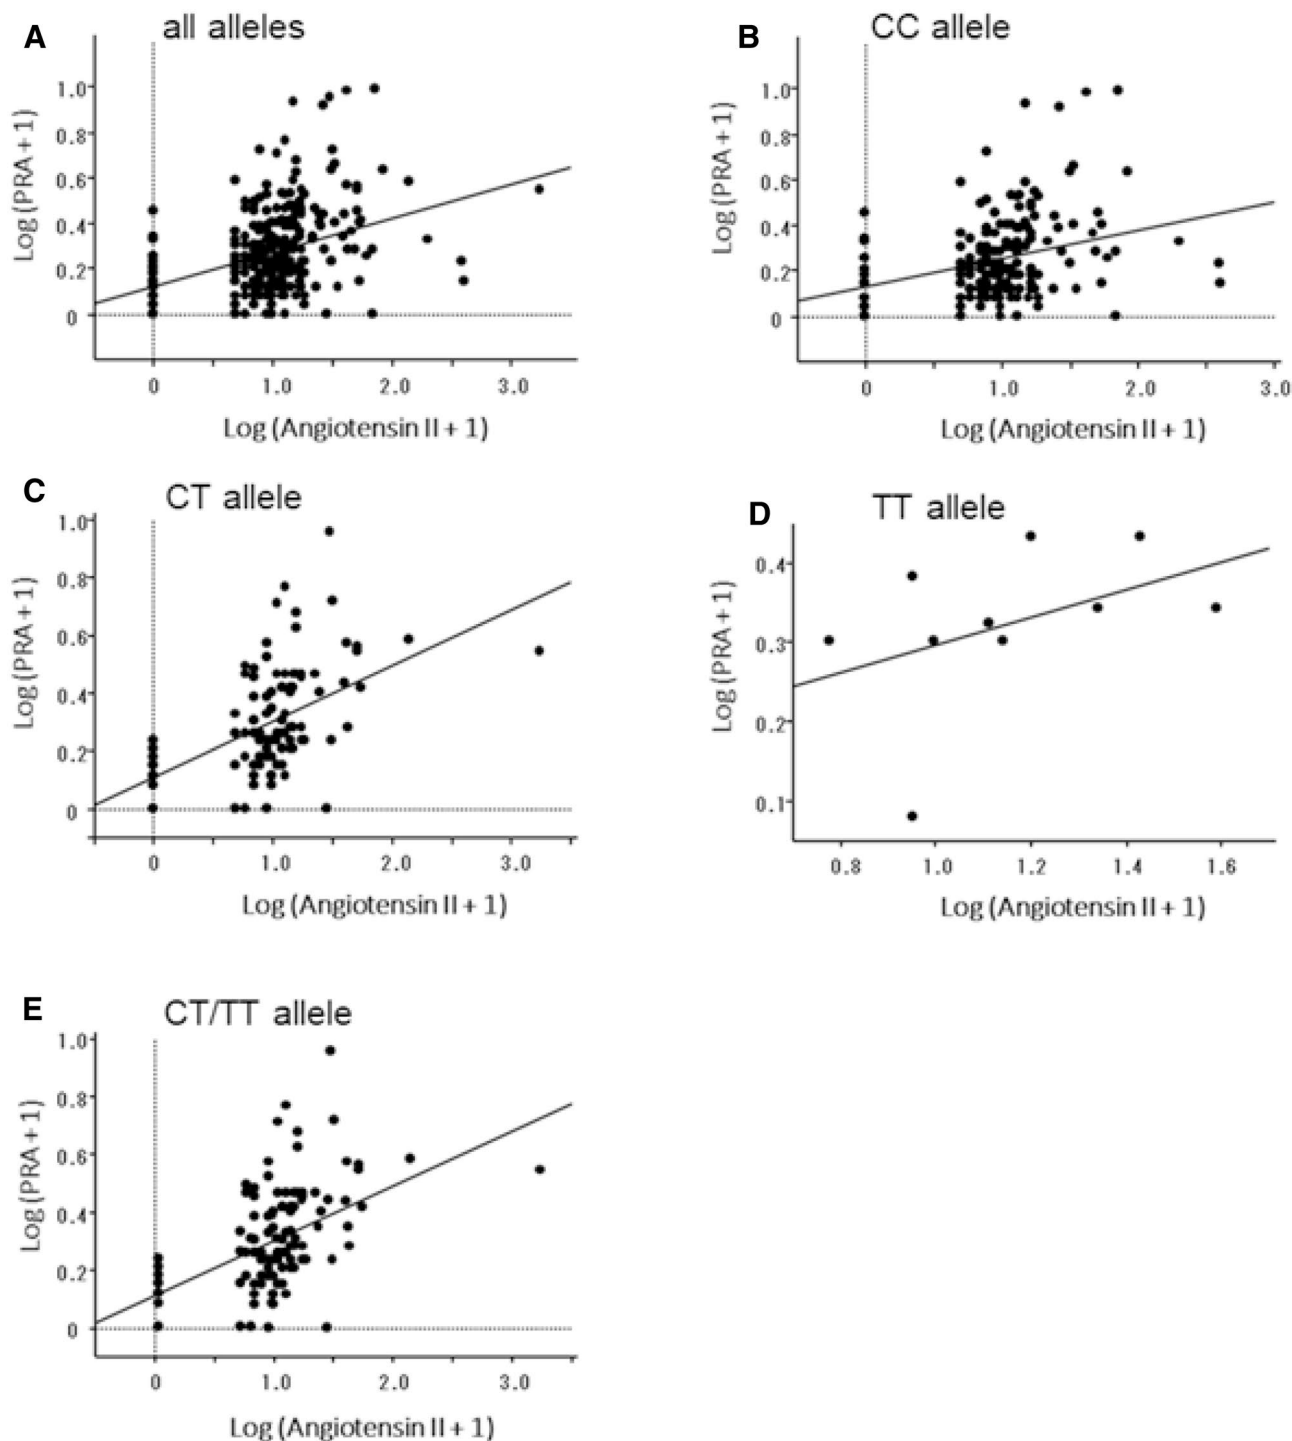 A
all alleles
Log (PRA + 1)
1.0
0.8
0.6
0.4
0.2
0
0
1.0
2.0
3.0
Log (Angiotensin II + 1)
B
CC allele
Log (PRA + 1)
1.0
0.8
0.6
0.4
0.2
0
0
1.0
2.0
3.0
Log (Angiotensin II + 1)
C
CT allele
Log (PRA + 1)
1.0
0.8
0.6
0.4
0.2
0
0
1.0
2.0
3.0
Log (Angiotensin II + 1)
D
TT allele
Log (PRA + 1)
0.4
0.3
0.2
0.1
0.8
1.0
1.2
1.4
1.6
Log (Angiotensin II + 1)
E
CT/TT allele
Log (PRA + 1)
1.0
0.8
0.6
0.4
0.2
0
0
1.0
2.0
3.0
Log (Angiotensin II + 1)